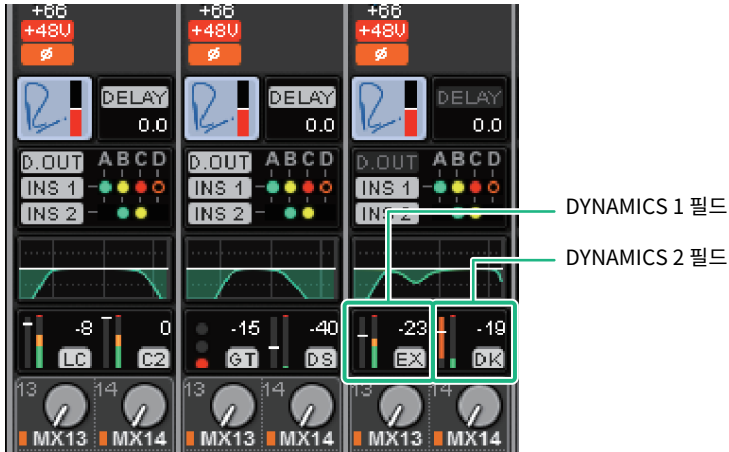 +66 +66 +66
+48V +48V +48V
ø ø ø
DELAY DELAY DELAY
0.0 0.0 0.0
D.OUT A B C D D.OUT A B C D D.OUT A B C D
INS 1 INS 1 INS 1
INS 2 INS 2 INS 2
DYNAMICS 1 필드
DYNAMICS 2 필드
-8 0 -15 -40 -23 -19
LC C2 GT DS EX DK
13 14 13 14 13 14
MX13 MX14 MX13 MX14 MX13 MX14